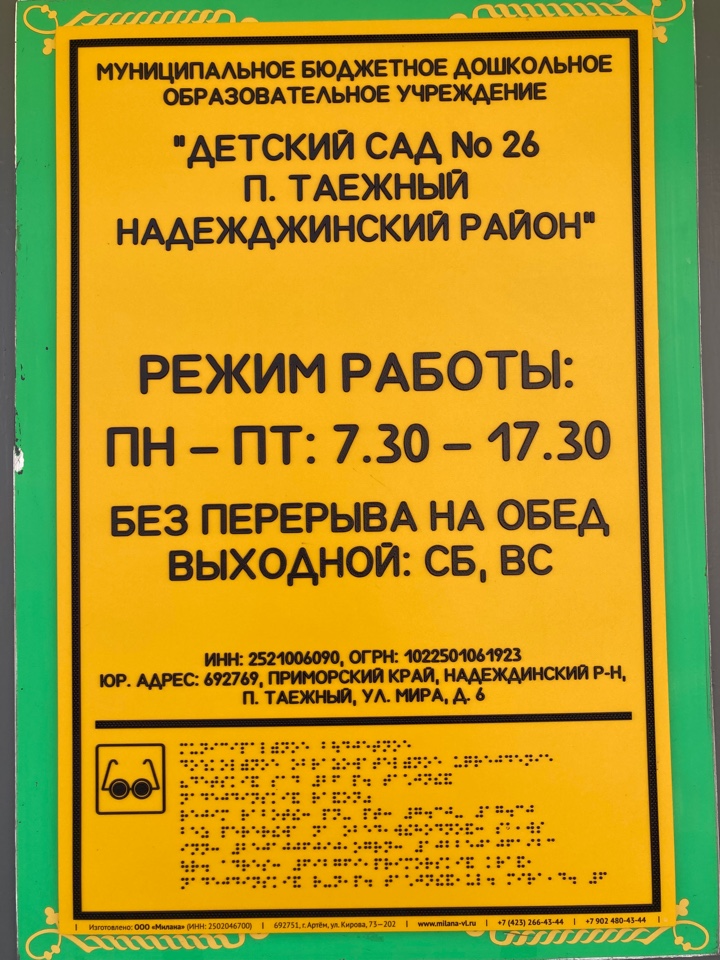 МУНИЦИПАЛЬНОЕ БЮДЖЕТНОЕ ДОШКОЛЬНОЕ
ОБРАЗОВАТЕЛЬНОЕ УЧРЕЖДЕНИЕ
"ДЕТСКИЙ САД No 26
П. ТАЕЖНЫЙ
НАДЕЖДЖИНСКИЙ РАЙОН"
РЕЖИМ РАБОТЫ:
ПН – ПТ: 7.30 – 17.30
БЕЗ ПЕРЕРЫВА НА ОБЕД
ВЫХОДНОЙ: СБ, ВС
ИНН: 2521006090, ОГРН: 1022501061923
ЮР. АДРЕС: 692769, ПРИМОРСКИЙ КРАЙ, НАДЕЖДИНСКИЙ Р-Н,
П. ТАЕЖНЫЙ, УЛ. МИРА, Д. 6
Изготовлено: ООО «Милана» (ИНН: 2502046700) | 692751, г. Артём, ул. Кирова, 73–202 | www.milana-vl.ru | +7 (423) 266-43-44 | +7 902 480-43-44